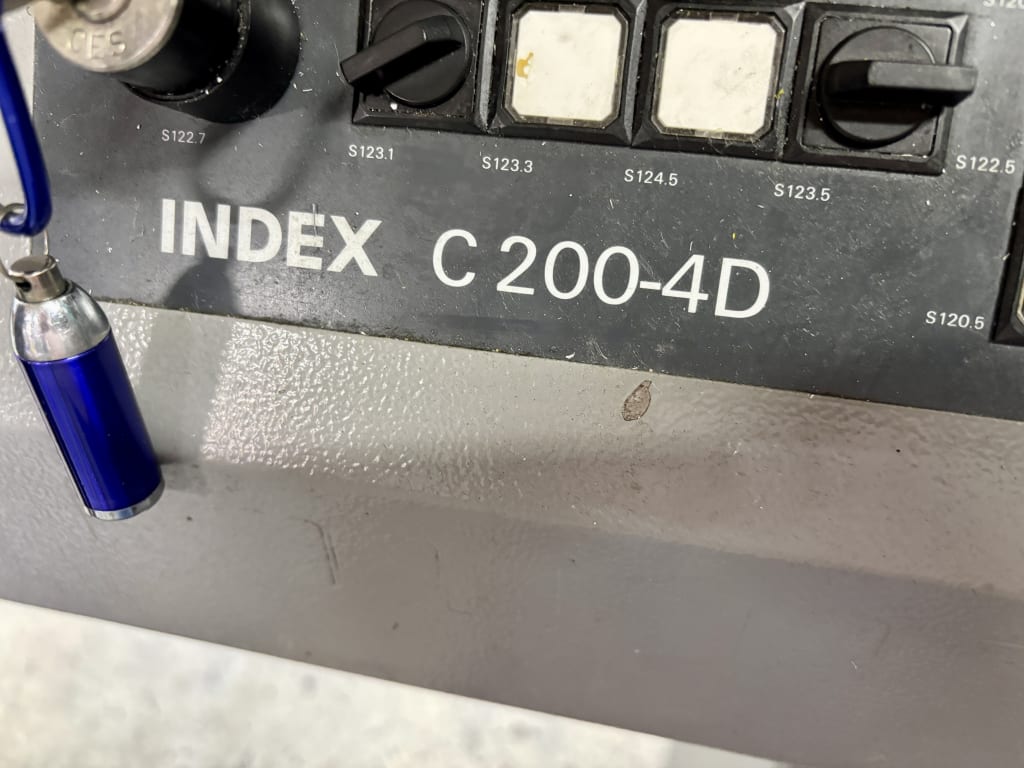 CES
S122.7
S123.1
S123.3
S124.5
S123.5
S122.5
INDEX C 200-4D
S120.5